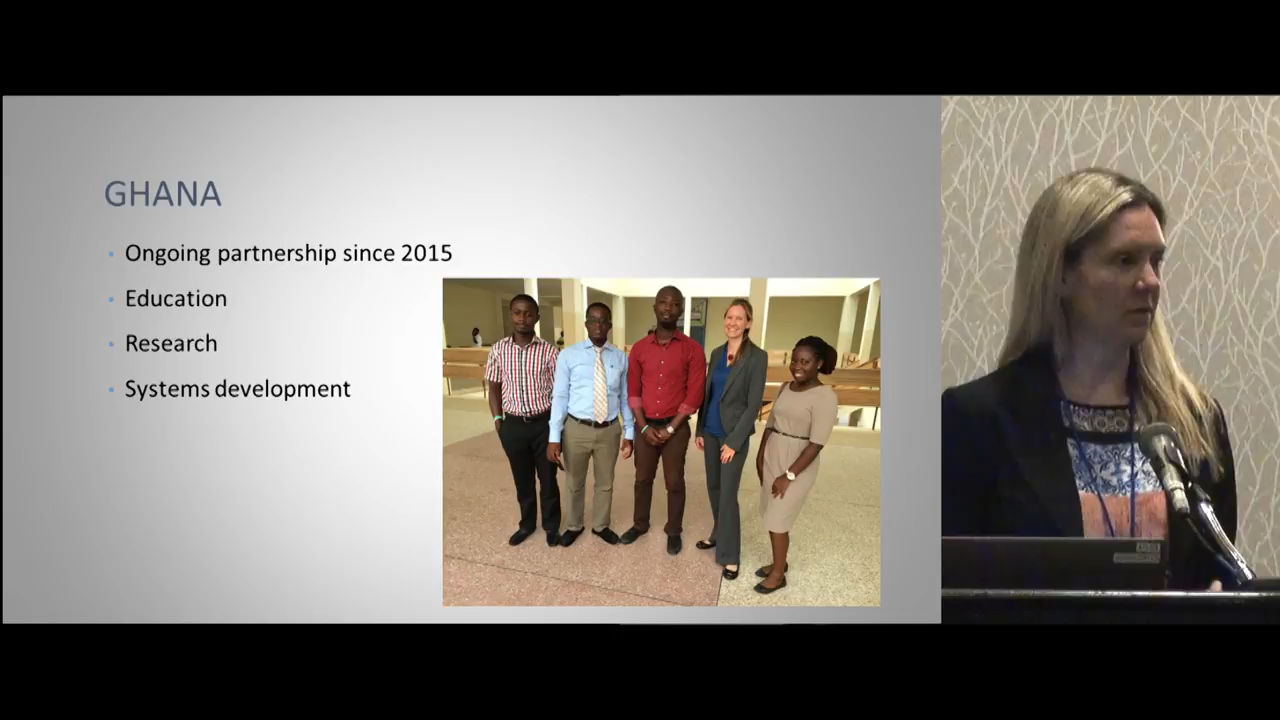 GHANA
Ongoing partnership since 2015
Education
Research
Systems development